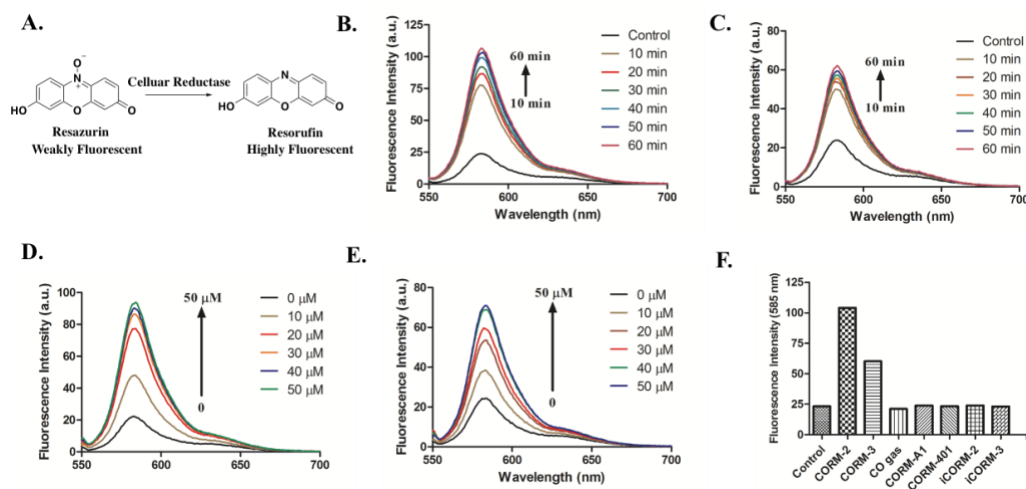 A.
O⁻
N⁺
HO O O
Resazurin
Weakly Fluorescent
Celluar Reductase
N
HO O O
Resorufin
Highly Fluorescent
B.
Fluorescence Intensity (a.u.)
125
100
75
50
25
0
550 600 650 700
Wavelength (nm)
60 min
10 min
Control
10 min
20 min
30 min
40 min
50 min
60 min
C.
Fluorescence Intensity (a.u.)
80
60
40
20
0
550 600 650 700
Wavelength (nm)
60 min
10 min
Control
10 min
20 min
30 min
40 min
50 min
60 min
D.
Fluorescence Intensity (a.u.)
100
80
60
40
20
0
550 600 650 700
Wavelength (nm)
50 μM
0
0 μM
10 μM
20 μM
30 μM
40 μM
50 μM
E.
Fluorescence Intensity (a.u.)
100
80
60
40
20
0
550 600 650 700
Wavelength (nm)
50 μM
0
0 μM
10 μM
20 μM
30 μM
40 μM
50 μM
F.
Fluorescence Intensity (585 nm)
125
100
75
50
25
0
Control
CORM-2
CORM-3
CO gas
CORM-A1
CORM-401
iCORM-2
iCORM-3